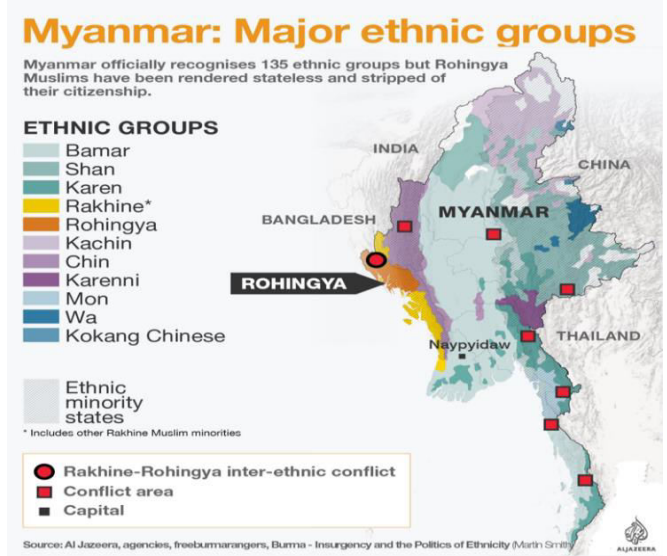 Myanmar: Major ethnic groups
Myanmar officially recognises 135 ethnic groups but Rohingya
Muslims have been rendered stateless and stripped of
their citizenship.
ETHNIC GROUPS
Bamar
Shan
Karen
Rakhine*
Rohingya
Kachin
Chin
Karenni
Mon
Wa
Kokang Chinese
Ethnic
minority
states
* Includes other Rakhine Muslim minorities
INDIA
CHINA
BANGLADESH
MYANMAR
ROHINGYA
THAILAND
Naypyidaw
Rakhine-Rohingya inter-ethnic conflict
Conflict area
Capital
Source: Al Jazeera, agencies, freeburmarangers, Burma - Insurgency and the Politics of Ethnicity (Martin Smith)
ALJAZEERA